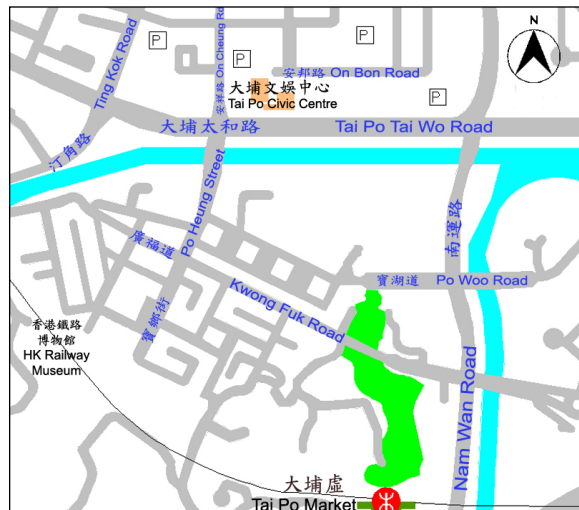 N
P
P
P
P
Ting Kok Road
汀角路
安祥路 On Cheung Road
安邦路 On Bon Road
大埔文娛中心
Tai Po Civic Centre
大埔太和路 Tai Po Tai Wo Road
Po Heung Street
寶鄉街
廣福道
Kwong Fuk Road
南運路
Nam Wan Road
寶湖道 Po Woo Road
香港鐵路
博物館
HK Railway
Museum
大埔墟
Tai Po Market